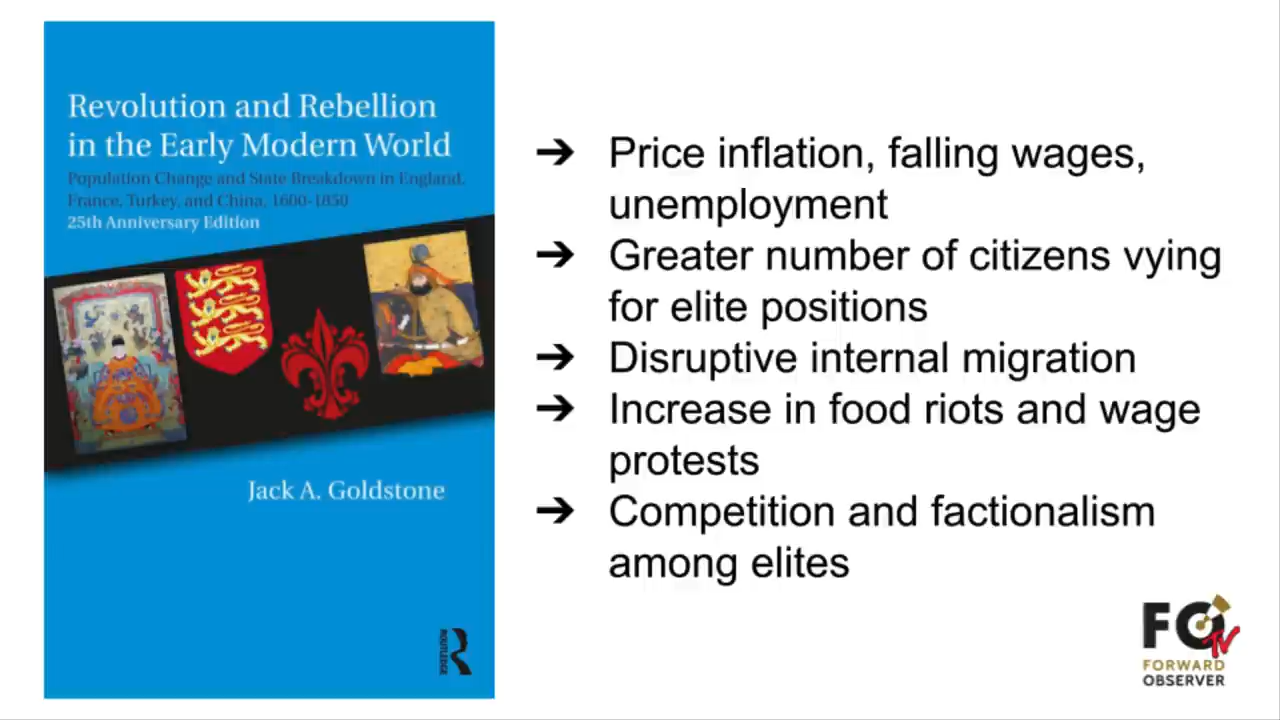 Revolution and Rebellion
in the Early Modern World
Population Change and State Breakdown in England,
France, Turkey, and China, 1600-1850
25th Anniversary Edition
Jack A. Goldstone
ROUTLEDGE
➔ Price inflation, falling wages,
unemployment
➔ Greater number of citizens vying
for elite positions
➔ Disruptive internal migration
➔ Increase in food riots and wage
protests
➔ Competition and factionalism
among elites
FO
TV
FORWARD
OBSERVER